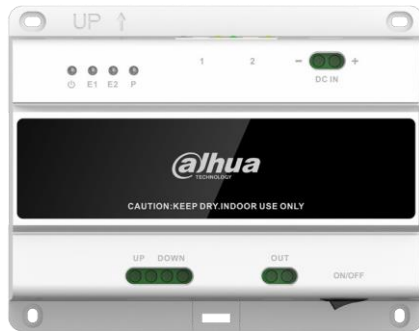 UP ↑
1 2 - +
DC IN
E1 E2 P
alhua
TECHNOLOGY
CAUTION:KEEP DRY.INDOOR USE ONLY
UP DOWN OUT
ON/OFF